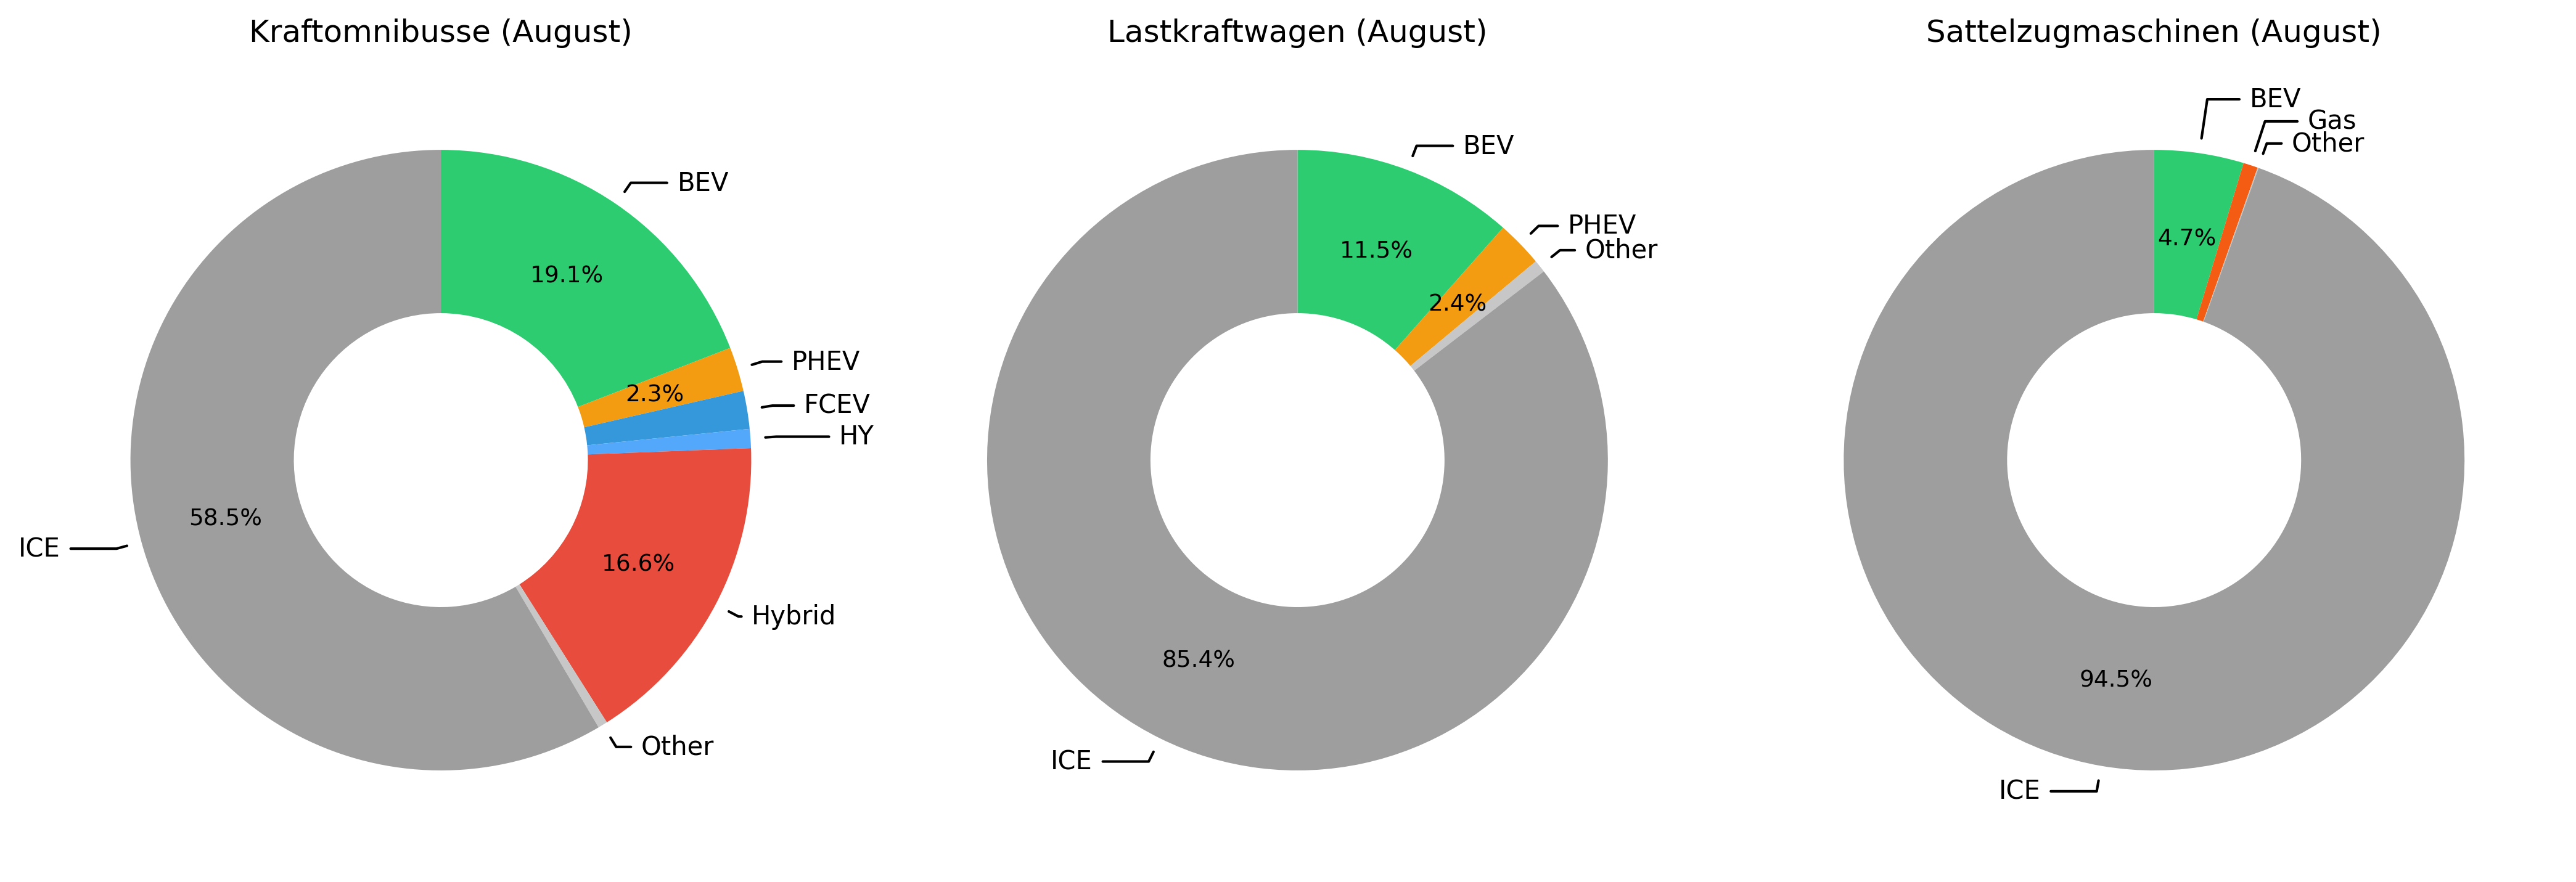 Kraftomnibusse (August)
BEV
19.1%
PHEV
2.3%
FCEV
HY
Hybrid
16.6%
Other
ICE
58.5%
Lastkraftwagen (August)
BEV
11.5%
PHEV
2.4%
Other
ICE
85.4%
Sattelzugmaschinen (August)
BEV
4.7%
Gas
Other
ICE
94.5%